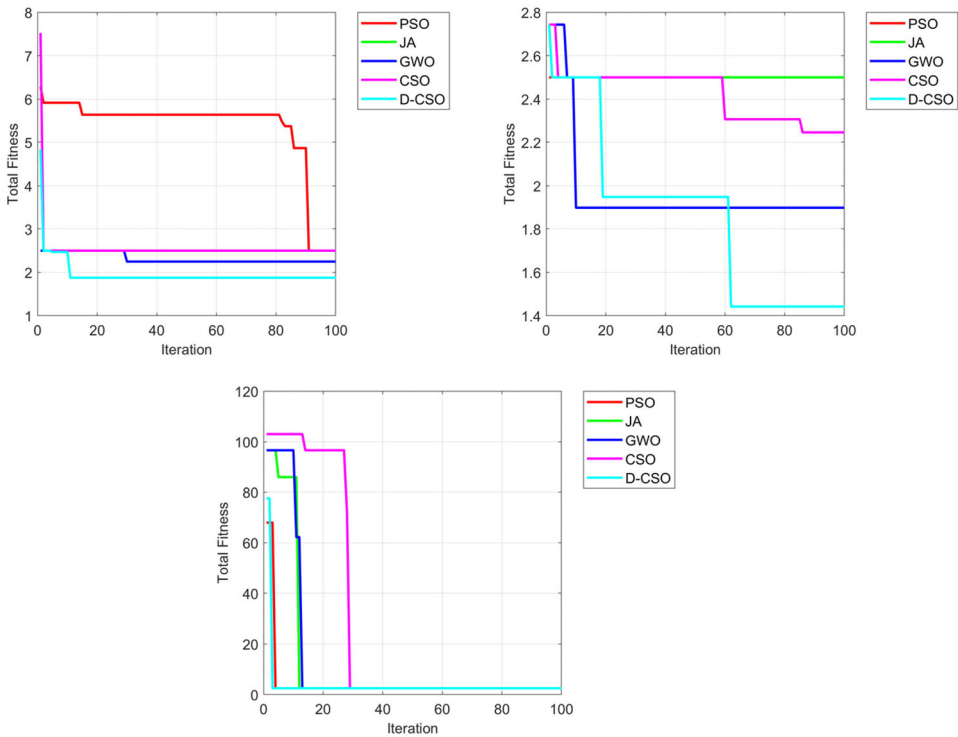 8
7
6
5
4
3
2
1
Total Fitness
0 20 40 60 80 100
Iteration
PSO
JA
GWO
CSO
D-CSO
2.8
2.6
2.4
2.2
2
1.8
1.6
1.4
Total Fitness
0 20 40 60 80 100
Iteration
PSO
JA
GWO
CSO
D-CSO
120
100
80
60
40
20
0
Total Fitness
0 20 40 60 80 100
Iteration
PSO
JA
GWO
CSO
D-CSO